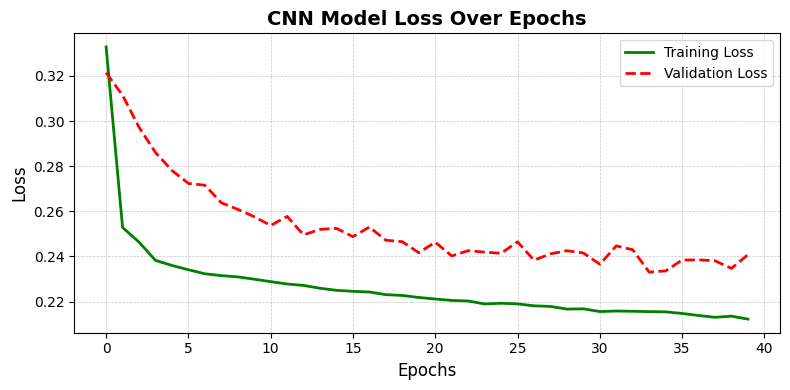 CNN Model Loss Over Epochs
Training Loss
Validation Loss
Loss
0.32
0.30
0.28
0.26
0.24
0.22
0 5 10 15 20 25 30 35 40
Epochs